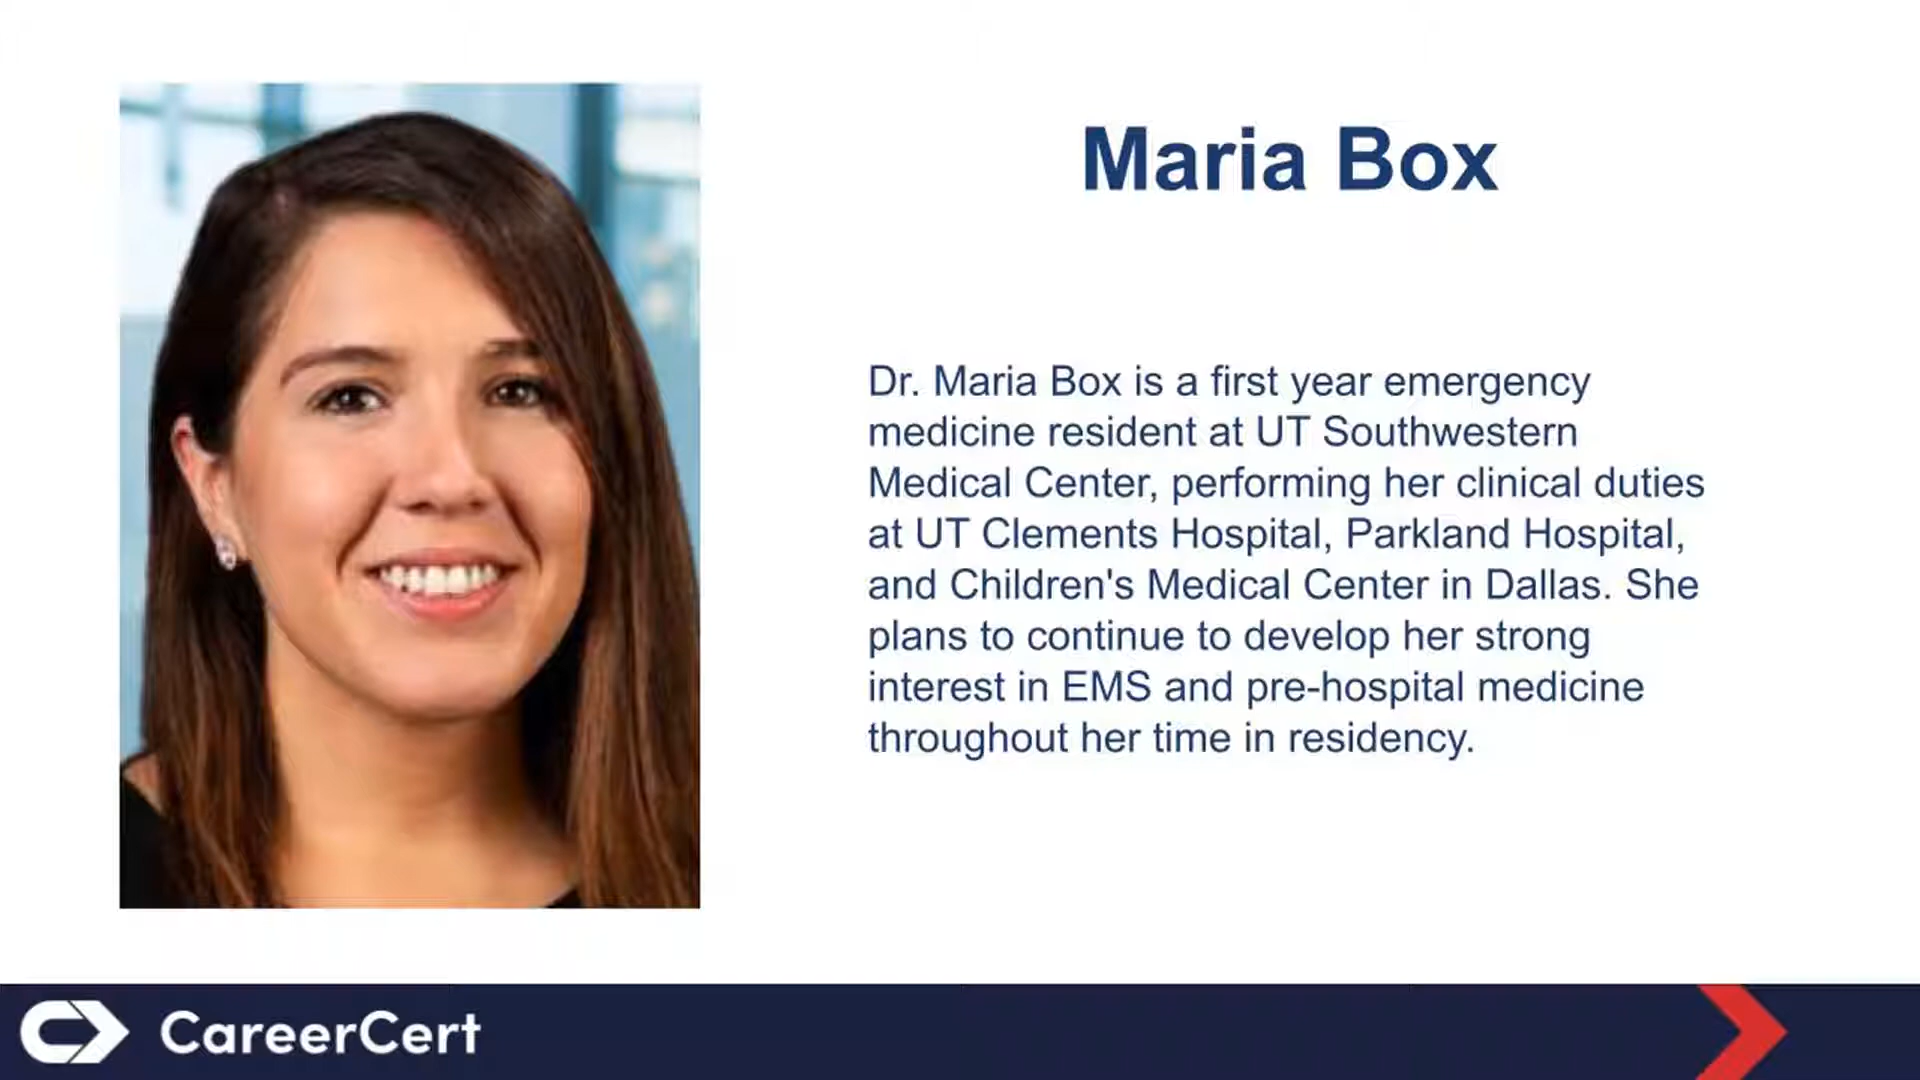 Maria Box
Dr. Maria Box is a first year emergency
medicine resident at UT Southwestern
Medical Center, performing her clinical duties
at UT Clements Hospital, Parkland Hospital,
and Children's Medical Center in Dallas. She
plans to continue to develop her strong
interest in EMS and pre-hospital medicine
throughout her time in residency.
CareerCert